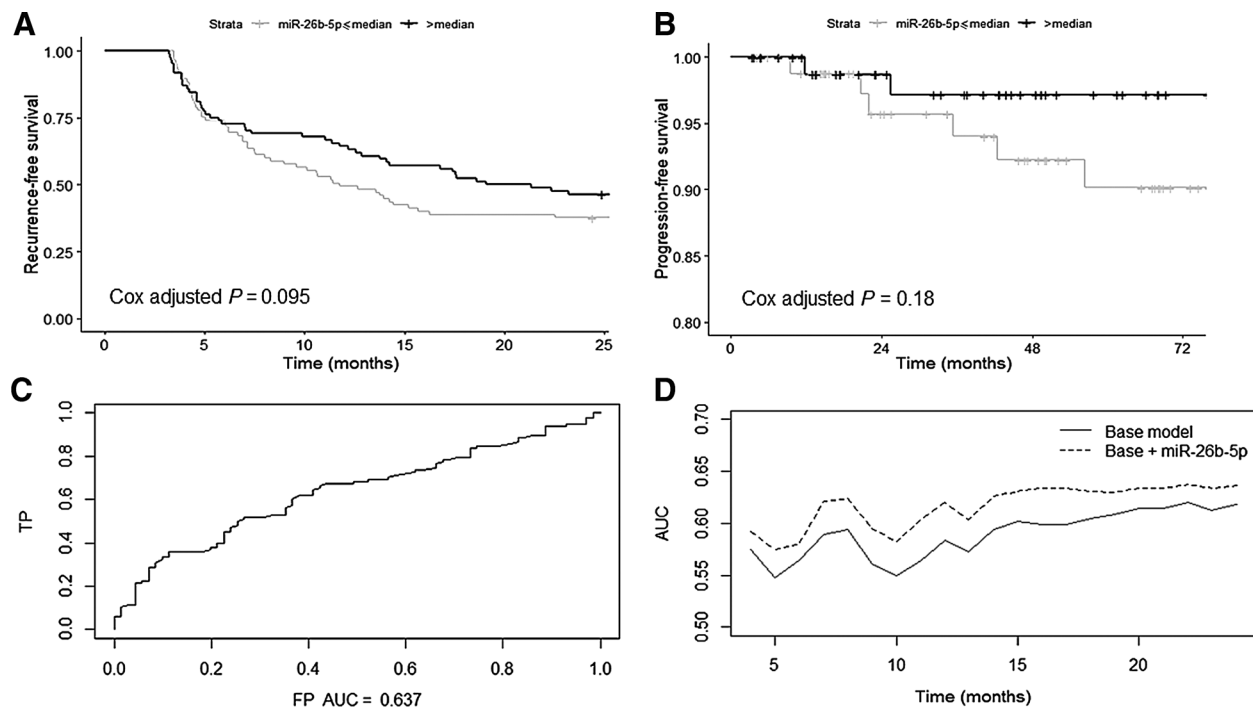 A
Strata miR-26b-5p≤median >median
1.00
0.75
0.50
0.25
0.00
Recurrence-free survival
Cox adjusted P = 0.095
0 5 10 15 20 25
Time (months)
B
Strata miR-26b-5p≤median >median
1.00
0.95
0.90
0.85
0.80
Progression-free survival
Cox adjusted P = 0.18
0 24 48 72
Time (months)
C
1.0
0.8
0.6
0.4
0.2
0.0
TP
0.0 0.2 0.4 0.6 0.8 1.0
FP AUC = 0.637
D
0.70
0.65
0.60
0.55
0.50
AUC
Base model
Base + miR-26b-5p
5 10 15 20
Time (months)